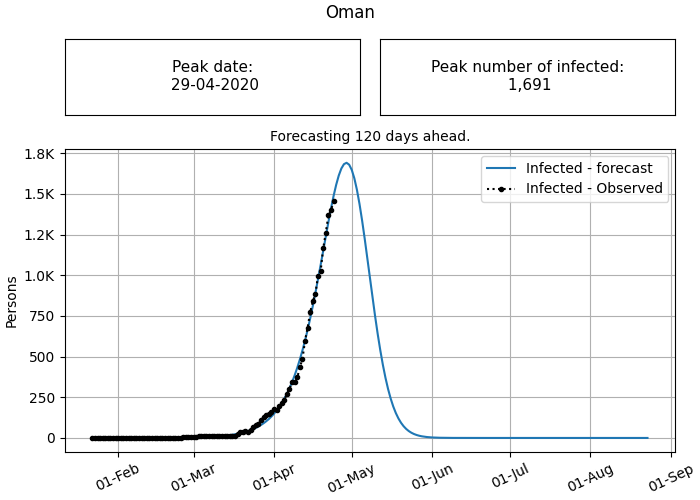 Oman
Peak date:
29-04-2020
Peak number of infected:
1,691
Forecasting 120 days ahead.
1.8K
1.5K
1.2K
1.0K
750
500
250
0
Persons
Infected - forecast
Infected - Observed
01-Feb
01-Mar
01-Apr
01-May
01-Jun
01-Jul
01-Aug
01-Sep